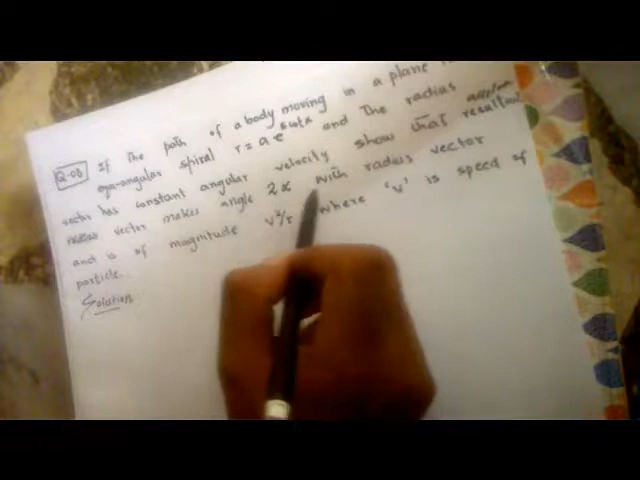 Q-03 If the path of a body moving in a plane
equi-angular spiral r = a e^θcotα and the radius
vector has constant angular velocity show that resultant accelera
radius vector makes angle 2α with radius vector
and is of magnitude v²/r where 'v' is speed of
particle.
Solution